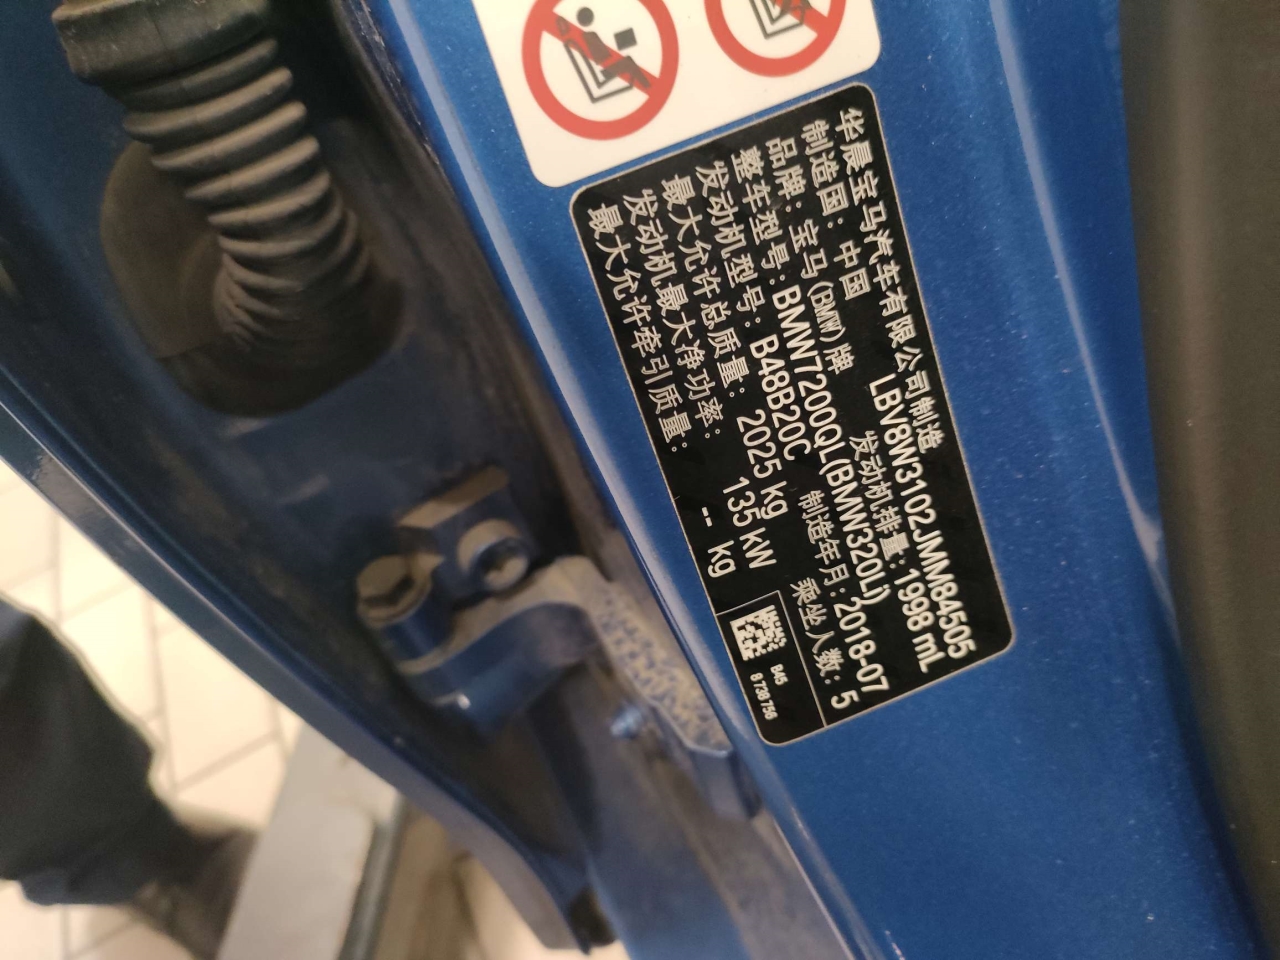 华晨宝马汽车有限公司制造
制造国：中国 LBV8W3102JMM84505
品牌：宝马(BMW)牌 发动机排量：1998 mL
整车型号：BMW7200QL(BMW320Li)
发动机型号：B48B20C 制造年月：2018-07
最大允许总质量：2025 kg 乘坐人数：5
发动机最大净功率：135 kW
最大允许牵引质量：-- kg
B45
8 738 756